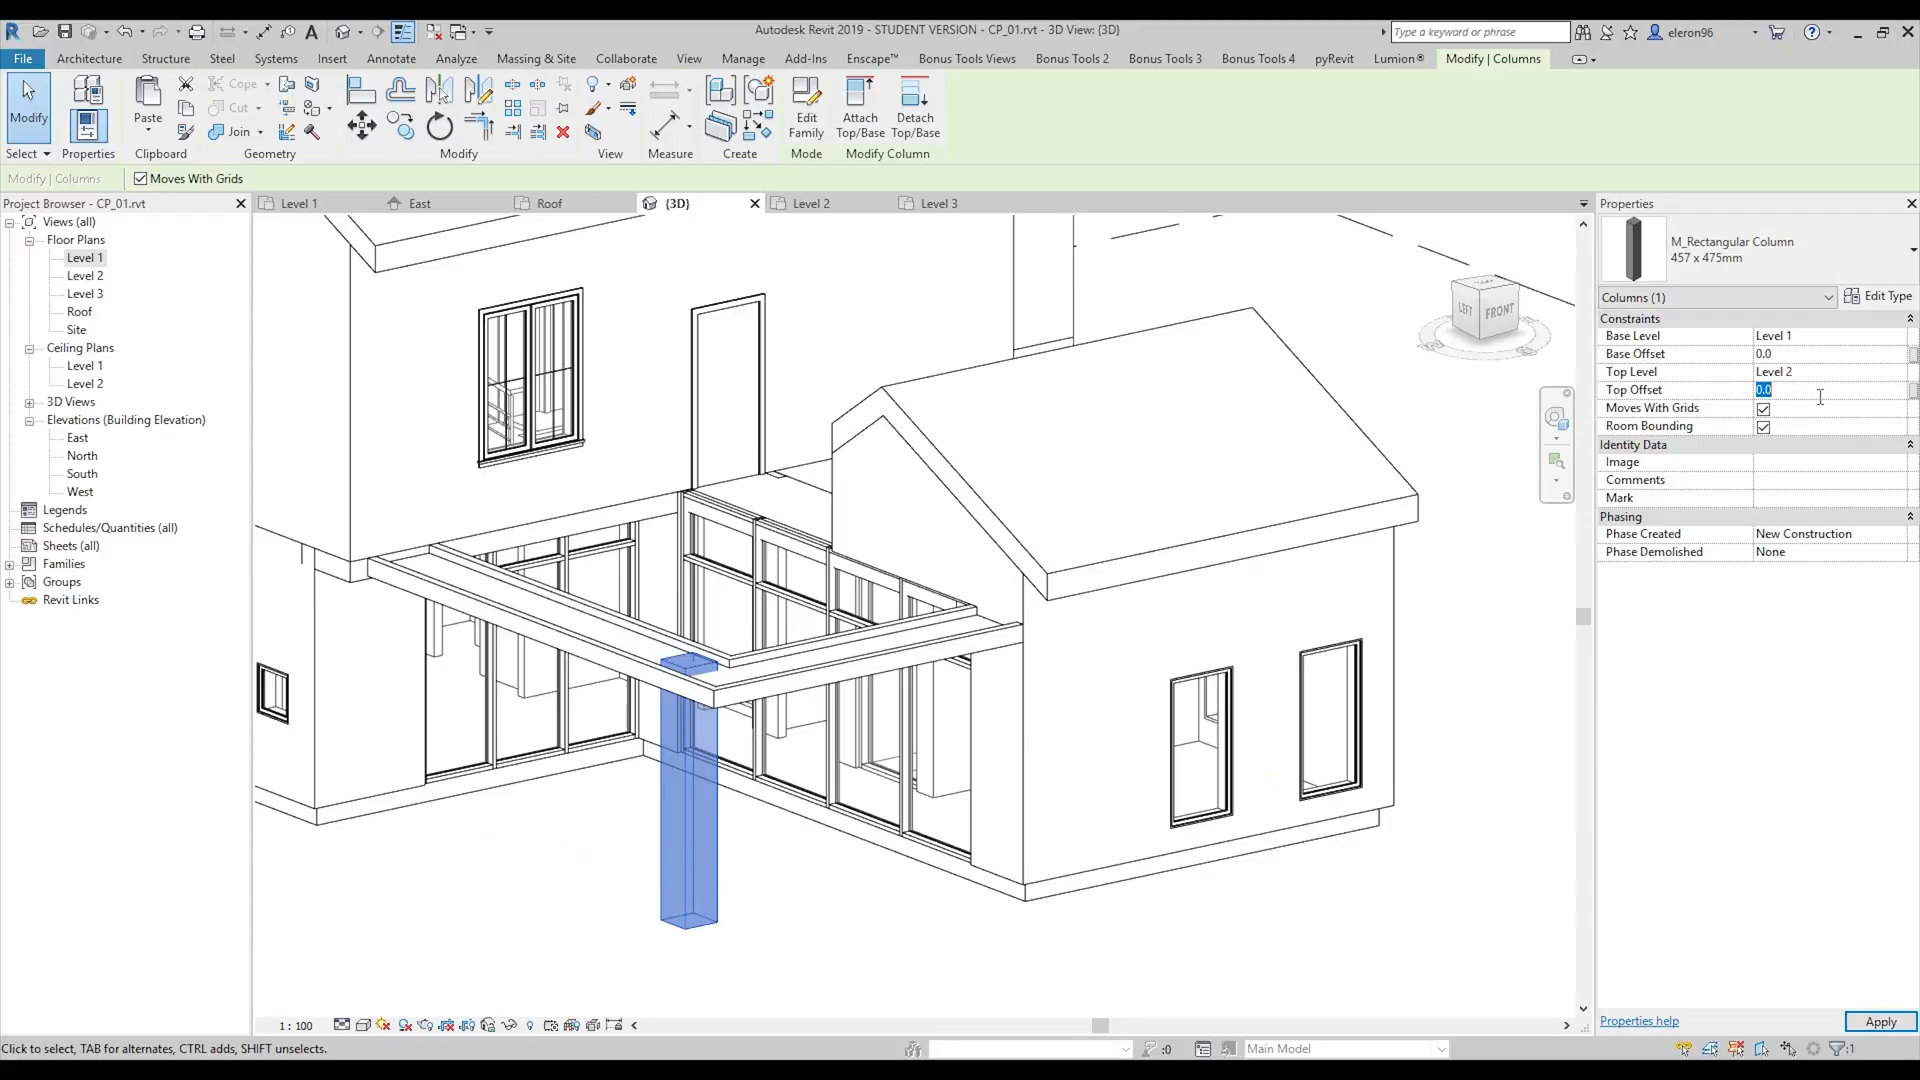 Autodesk Revit 2019 - STUDENT VERSION - CP_01.rvt - 3D View: {3D}
Type a keyword or phrase
eleron96
File Architecture Structure Steel Systems Insert Annotate Analyze Massing & Site Collaborate View Manage Add-Ins Enscape™ Bonus Tools Views Bonus Tools 2 Bonus Tools 3 Bonus Tools 4 pyRevit Lumion® Modify | Columns
Cope
Cut
Join
Modify
Paste
Edit Family
Attach Top/Base
Detach Top/Base
Select Properties Clipboard Geometry Modify View Measure Create Mode Modify Column
Modify | Columns Moves With Grids
Project Browser - CP_01.rvt
Level 1 East Roof {3D} Level 2 Level 3
Views (all)
Floor Plans
Level 1
Level 2
Level 3
Roof
Site
Ceiling Plans
Level 1
Level 2
3D Views
Elevations (Building Elevation)
East
North
South
West
Legends
Schedules/Quantities (all)
Sheets (all)
Families
Groups
Revit Links
LEFT FRONT
Properties
M_Rectangular Column
457 x 475mm
Columns (1) Edit Type
Constraints
Base Level Level 1
Base Offset 0.0
Top Level Level 2
Top Offset 0.0
Moves With Grids
Room Bounding
Identity Data
Image
Comments
Mark
Phasing
Phase Created New Construction
Phase Demolished None
Properties help Apply
1 : 100
Click to select, TAB for alternates, CTRL adds, SHIFT unselects.
:0 Main Model :1